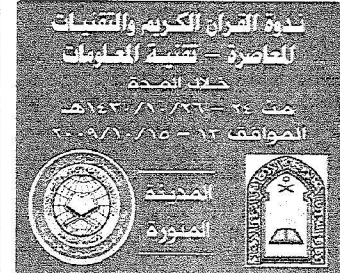 ندوة القرآن الكريم والتقنيات
المعاصرة – تقنية المعلومات
خلال المدة
من ٢٤ – ١٤٣٠/١٠/٢٦هـ
الموافق ١٣ – ٢٠٠٩/١٠/١٥
المدينة
المنورة